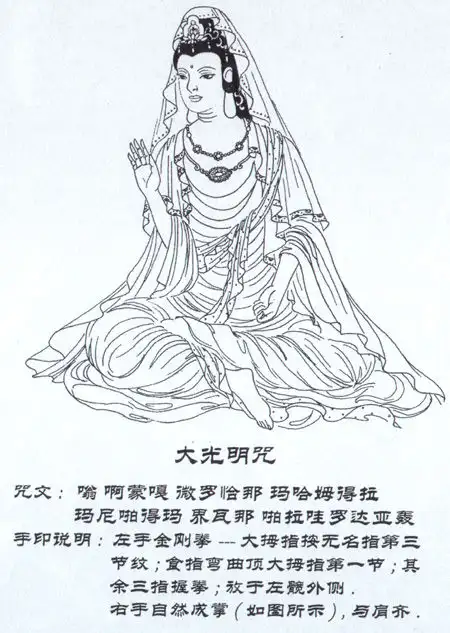 大光明咒
咒文：嗡 啊蒙嘎 微罗恰那 玛哈姆得拉
玛尼啪得玛 界瓦那 啪拉哇罗达亚轰
手印说明：左手金刚拳---大拇指按无名指第三
节纹；食指弯曲顶大拇指第一节；其
余三指握拳；放于左髋外侧．
右手自然成掌(如图所示)，与肩齐．